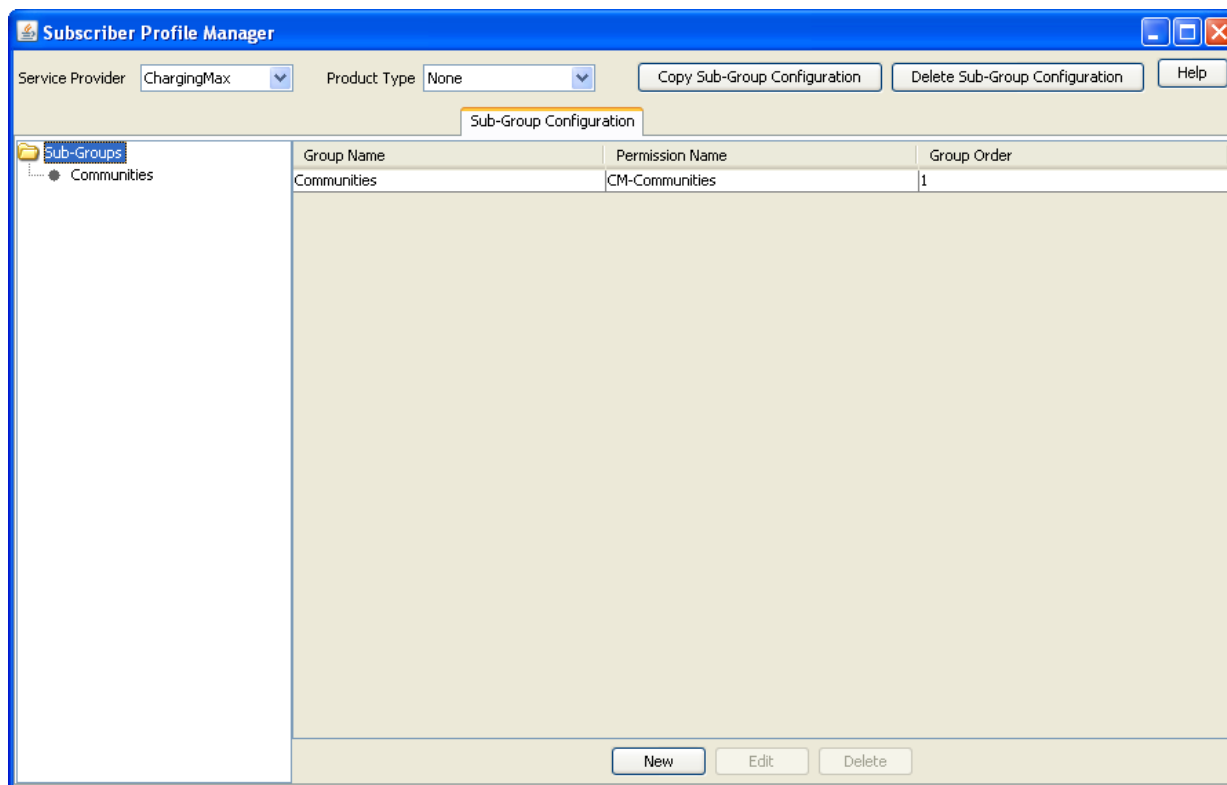 Subscriber Profile Manager
Service Provider ChargingMax Product Type None Copy Sub-Group Configuration Delete Sub-Group Configuration Help
Sub-Group Configuration
Sub-Groups
Communities
Group Name Permission Name Group Order
Communities CM-Communities 1
New Edit Delete